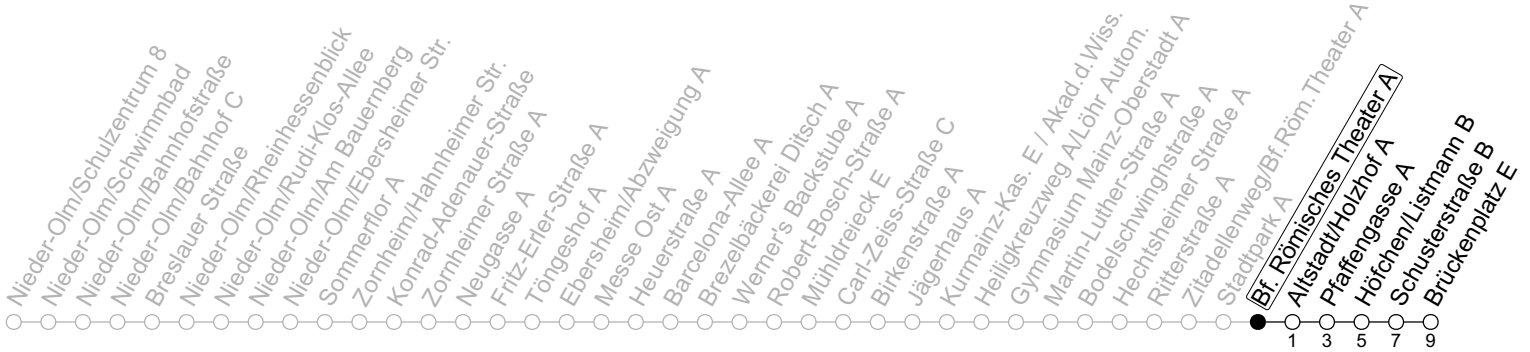 Nieder-Olm/Schulzentrum 8
Nieder-Olm/Schwimmbad
Nieder-Olm/Bahnhofstraße
Nieder-Olm/Bahnhof C
Breslauer Straße
Nieder-Olm/Rheinhessenblick
Nieder-Olm/Rudi-Klos-Allee
Nieder-Olm/Am Bauernberg
Nieder-Olm/Ebersheimer Str.
Sommerflor A
Zornheim/Hahnheimer Str.
Konrad-Adenauer-Straße
Zornheimer Straße A
Neugasse A
Fritz-Erler-Straße A
Töngeshof A
Ebersheim/Abzweigung A
Messe Ost A
Heuerstraße A
Barcelona-Allee A
Brezelbäckerei Ditsch A
Werner's Backstube A
Robert-Bosch-Straße A
Mühldreieck E
Carl-Zeiss-Straße C
Birkenstraße A
Jägerhaus A
Kurmainz-Kas. E / Akad.d.Wiss.
Heiligkreuzweg A/Löhr Autom.
Gymnasium Mainz-Oberstadt A
Martin-Luther-Straße A
Bodelschwinghstraße A
Hechtsheimer Straße A
Ritterstraße A
Zitadellenweg/Bf.Röm.Theater A
Stadtpark A
Bf. Römisches Theater A
Altstadt/Holzhof A
Pfaffengasse A
Höfchen/Listmann B
Schusterstraße B
Brückenplatz E
1 3 5 7 9